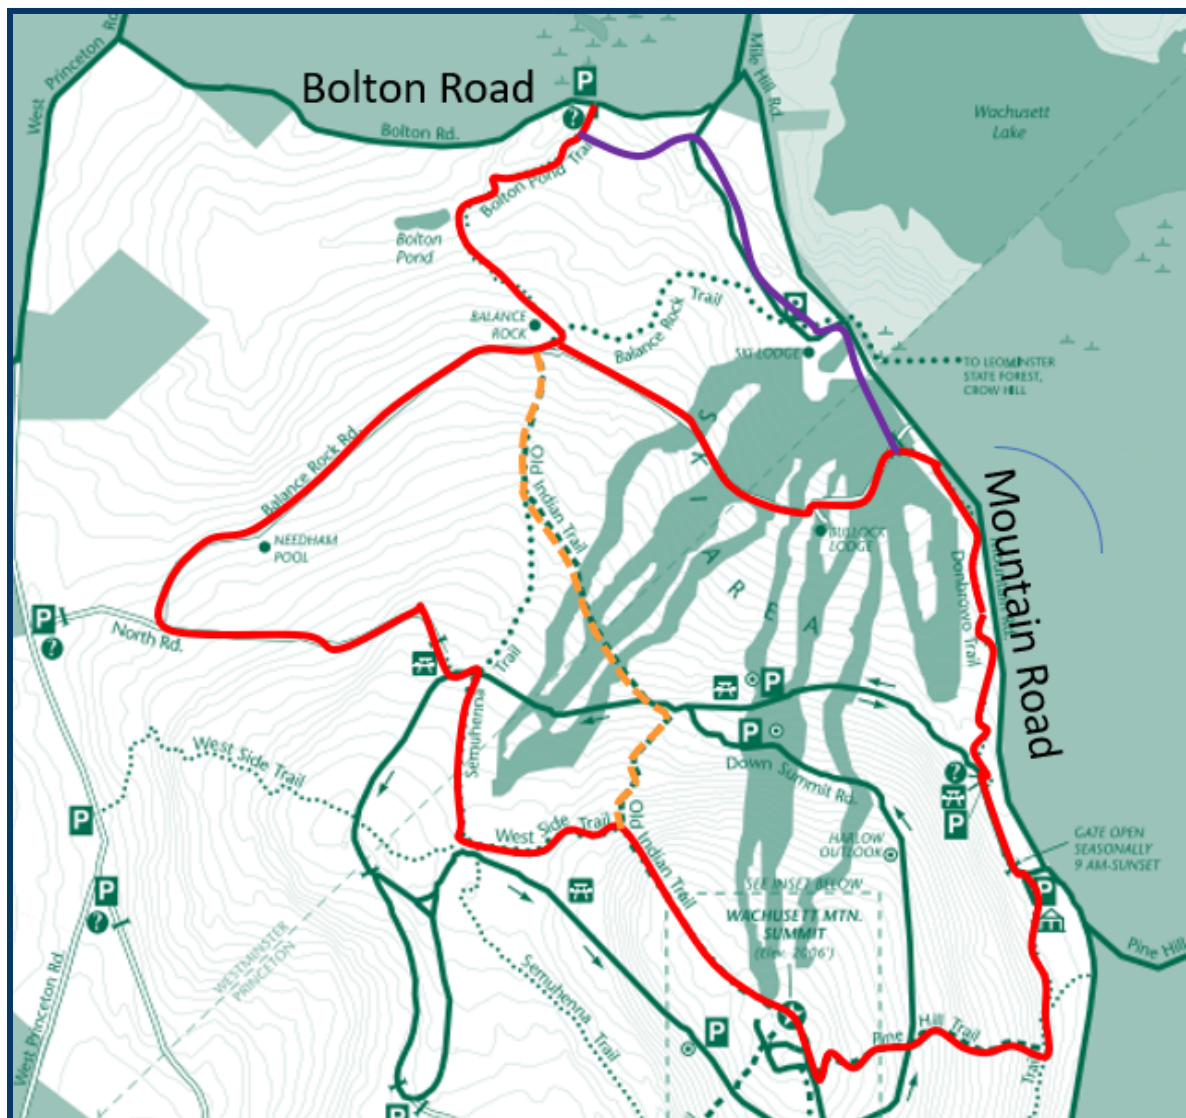 West Princeton Rd.
Bolton Road
P
?
Bolton Rd.
Mile Hill Rd.
Wachusett
Lake
Bolton Pond Trail
Bolton
Pond
BALANCE
ROCK
Balance Rock
Trail
P
SKI LODGE
TO LEOMINSTER
STATE FOREST,
CROW HILL
SKI AREA
Balance Rock Rd.
Old Indian Trail
NEEDHAM
POOL
BULLOCK
LODGE
Mountain Road
Donbrowo Trail
P
?
North Rd.
Semuhenna
Trail
P
P
Down Summit Rd.
?
P
West Side Trail
P
West Side Trail
Old Indian Trail
HARLOW
OUTLOOK
GATE OPEN
SEASONALLY
9 AM-SUNSET
SEE INSET BELOW
P
P
?
WACHUSETT MTN.
SUMMIT
(Elev. 2006')
WESTMINSTER
PRINCETON
Pine Hill
West Princeton Rd.
Semuhenna
Trail
P
Pine Hill Trail
Trail
P